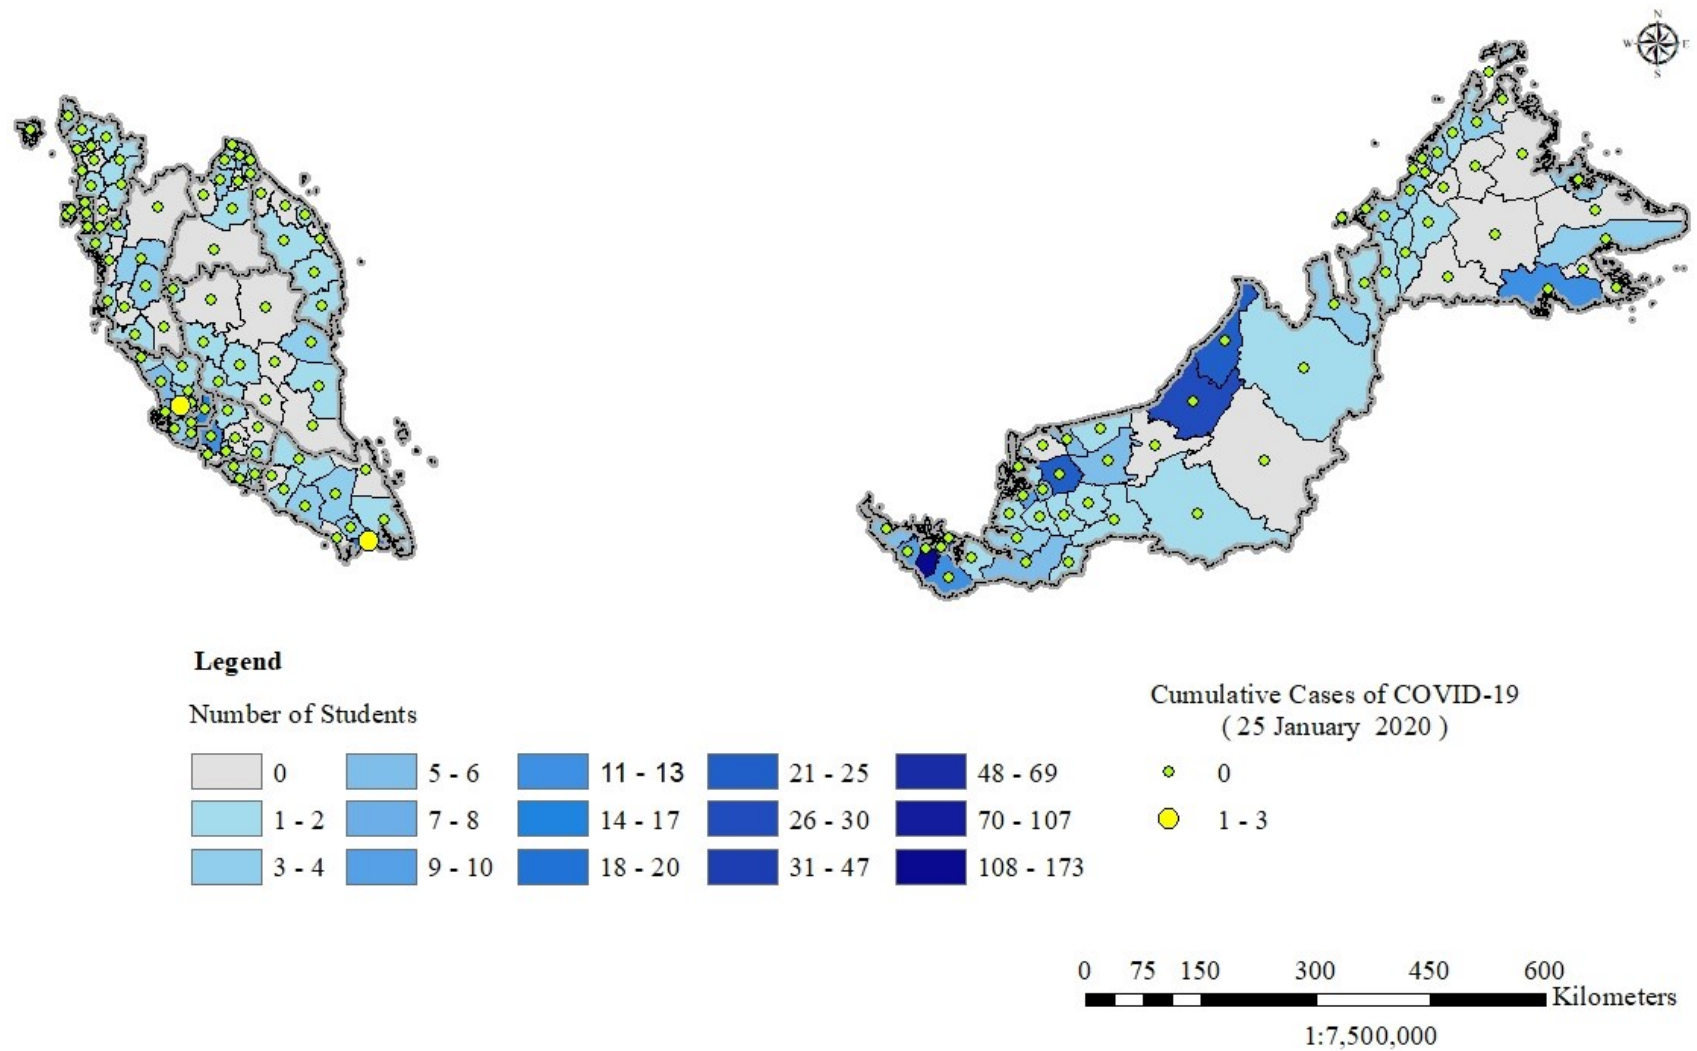 N
W E
S
Legend
Number of Students
0
1 - 2
3 - 4
5 - 6
7 - 8
9 - 10
11 - 13
14 - 17
18 - 20
21 - 25
26 - 30
31 - 47
48 - 69
70 - 107
108 - 173
Cumulative Cases of COVID-19
( 25 January 2020 )
0
1 - 3
0 75 150 300 450 600
Kilometers
1:7,500,000